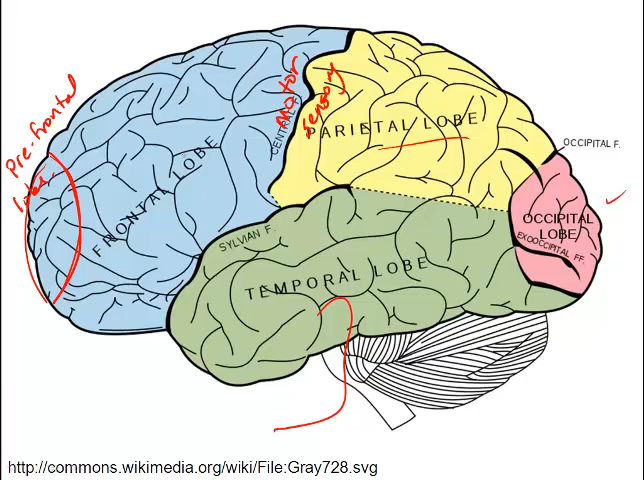 Pre-frontal
lobes
motor
sensory
CENTRAL F.
PARIETAL LOBE
OCCIPITAL F.
FRONTAL LOBE
OCCIPITAL
LOBE
EXOOCCIPITAL FF.
SYLVIAN F.
TEMPORAL LOBE
http://commons.wikimedia.org/wiki/File:Gray728.svg